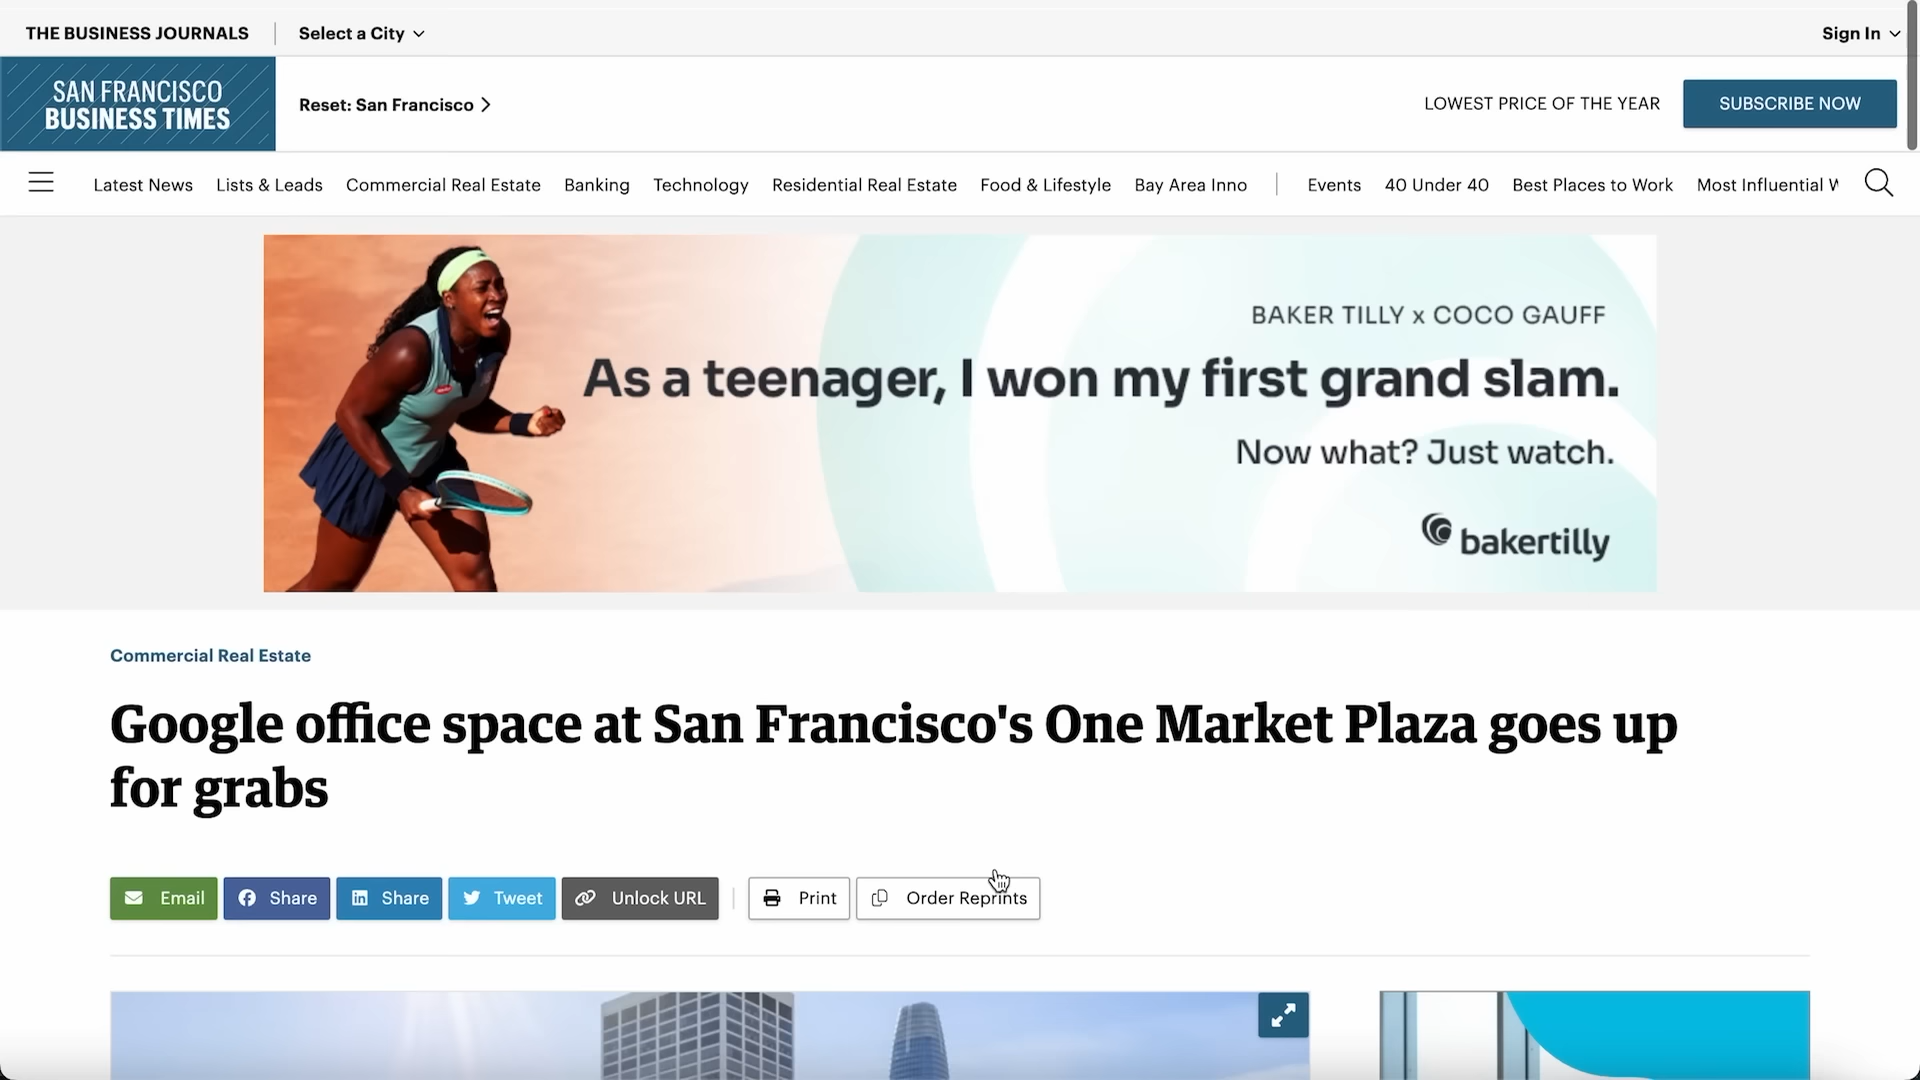 THE BUSINESS JOURNALS
Select a City
Sign In
SAN FRANCISCO
BUSINESS TIMES
Reset: San Francisco
LOWEST PRICE OF THE YEAR
SUBSCRIBE NOW
Latest News
Lists & Leads
Commercial Real Estate
Banking
Technology
Residential Real Estate
Food & Lifestyle
Bay Area Inno
Events
40 Under 40
Best Places to Work
Most Influential
BAKER TILLY x COCO GAUFF
As a teenager, I won my first grand slam.
Now what? Just watch.
bakertilly
Commercial Real Estate
Google office space at San Francisco's One Market Plaza goes up
for grabs
Email
Share
Share
Tweet
Unlock URL
Print
Order Reprints